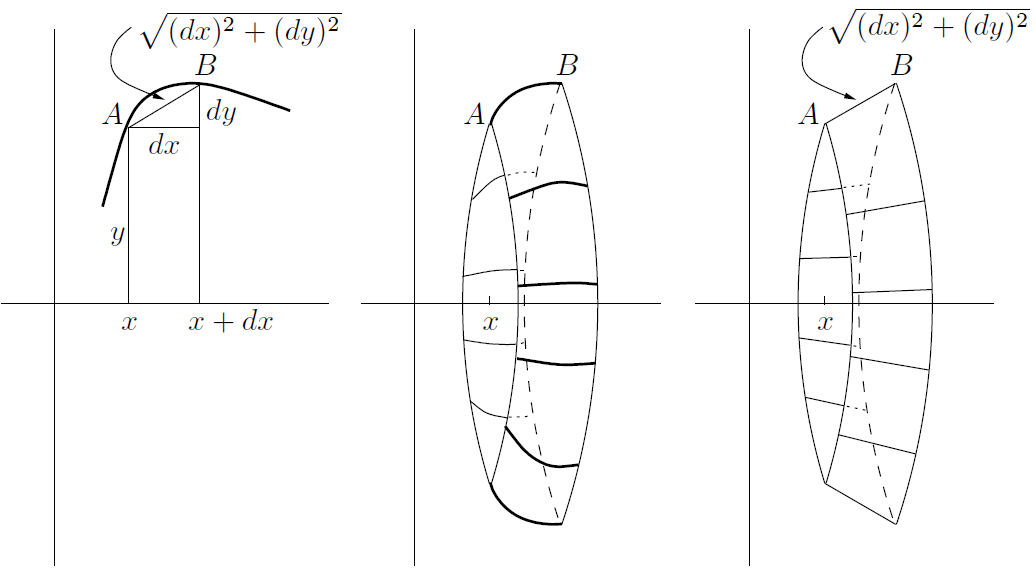 √(dx)² + (dy)²
B
A
dy
dx
y
x
x + dx
B
A
x
√(dx)² + (dy)²
B
A
x